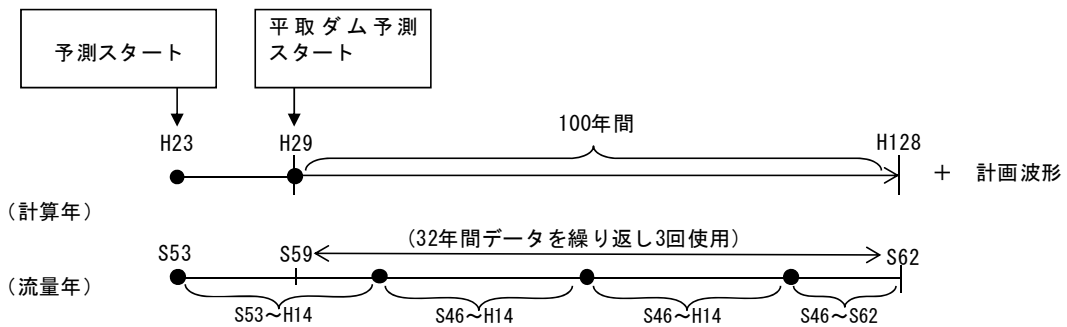 予測スタート
平取ダム予測
スタート
H23
H29
100年間
H128
+ 計画波形
(計算年)
(32年間データを繰り返し3回使用)
S53
S59
S62
(流量年)
S53～H14
S46～H14
S46～H14
S46～S62